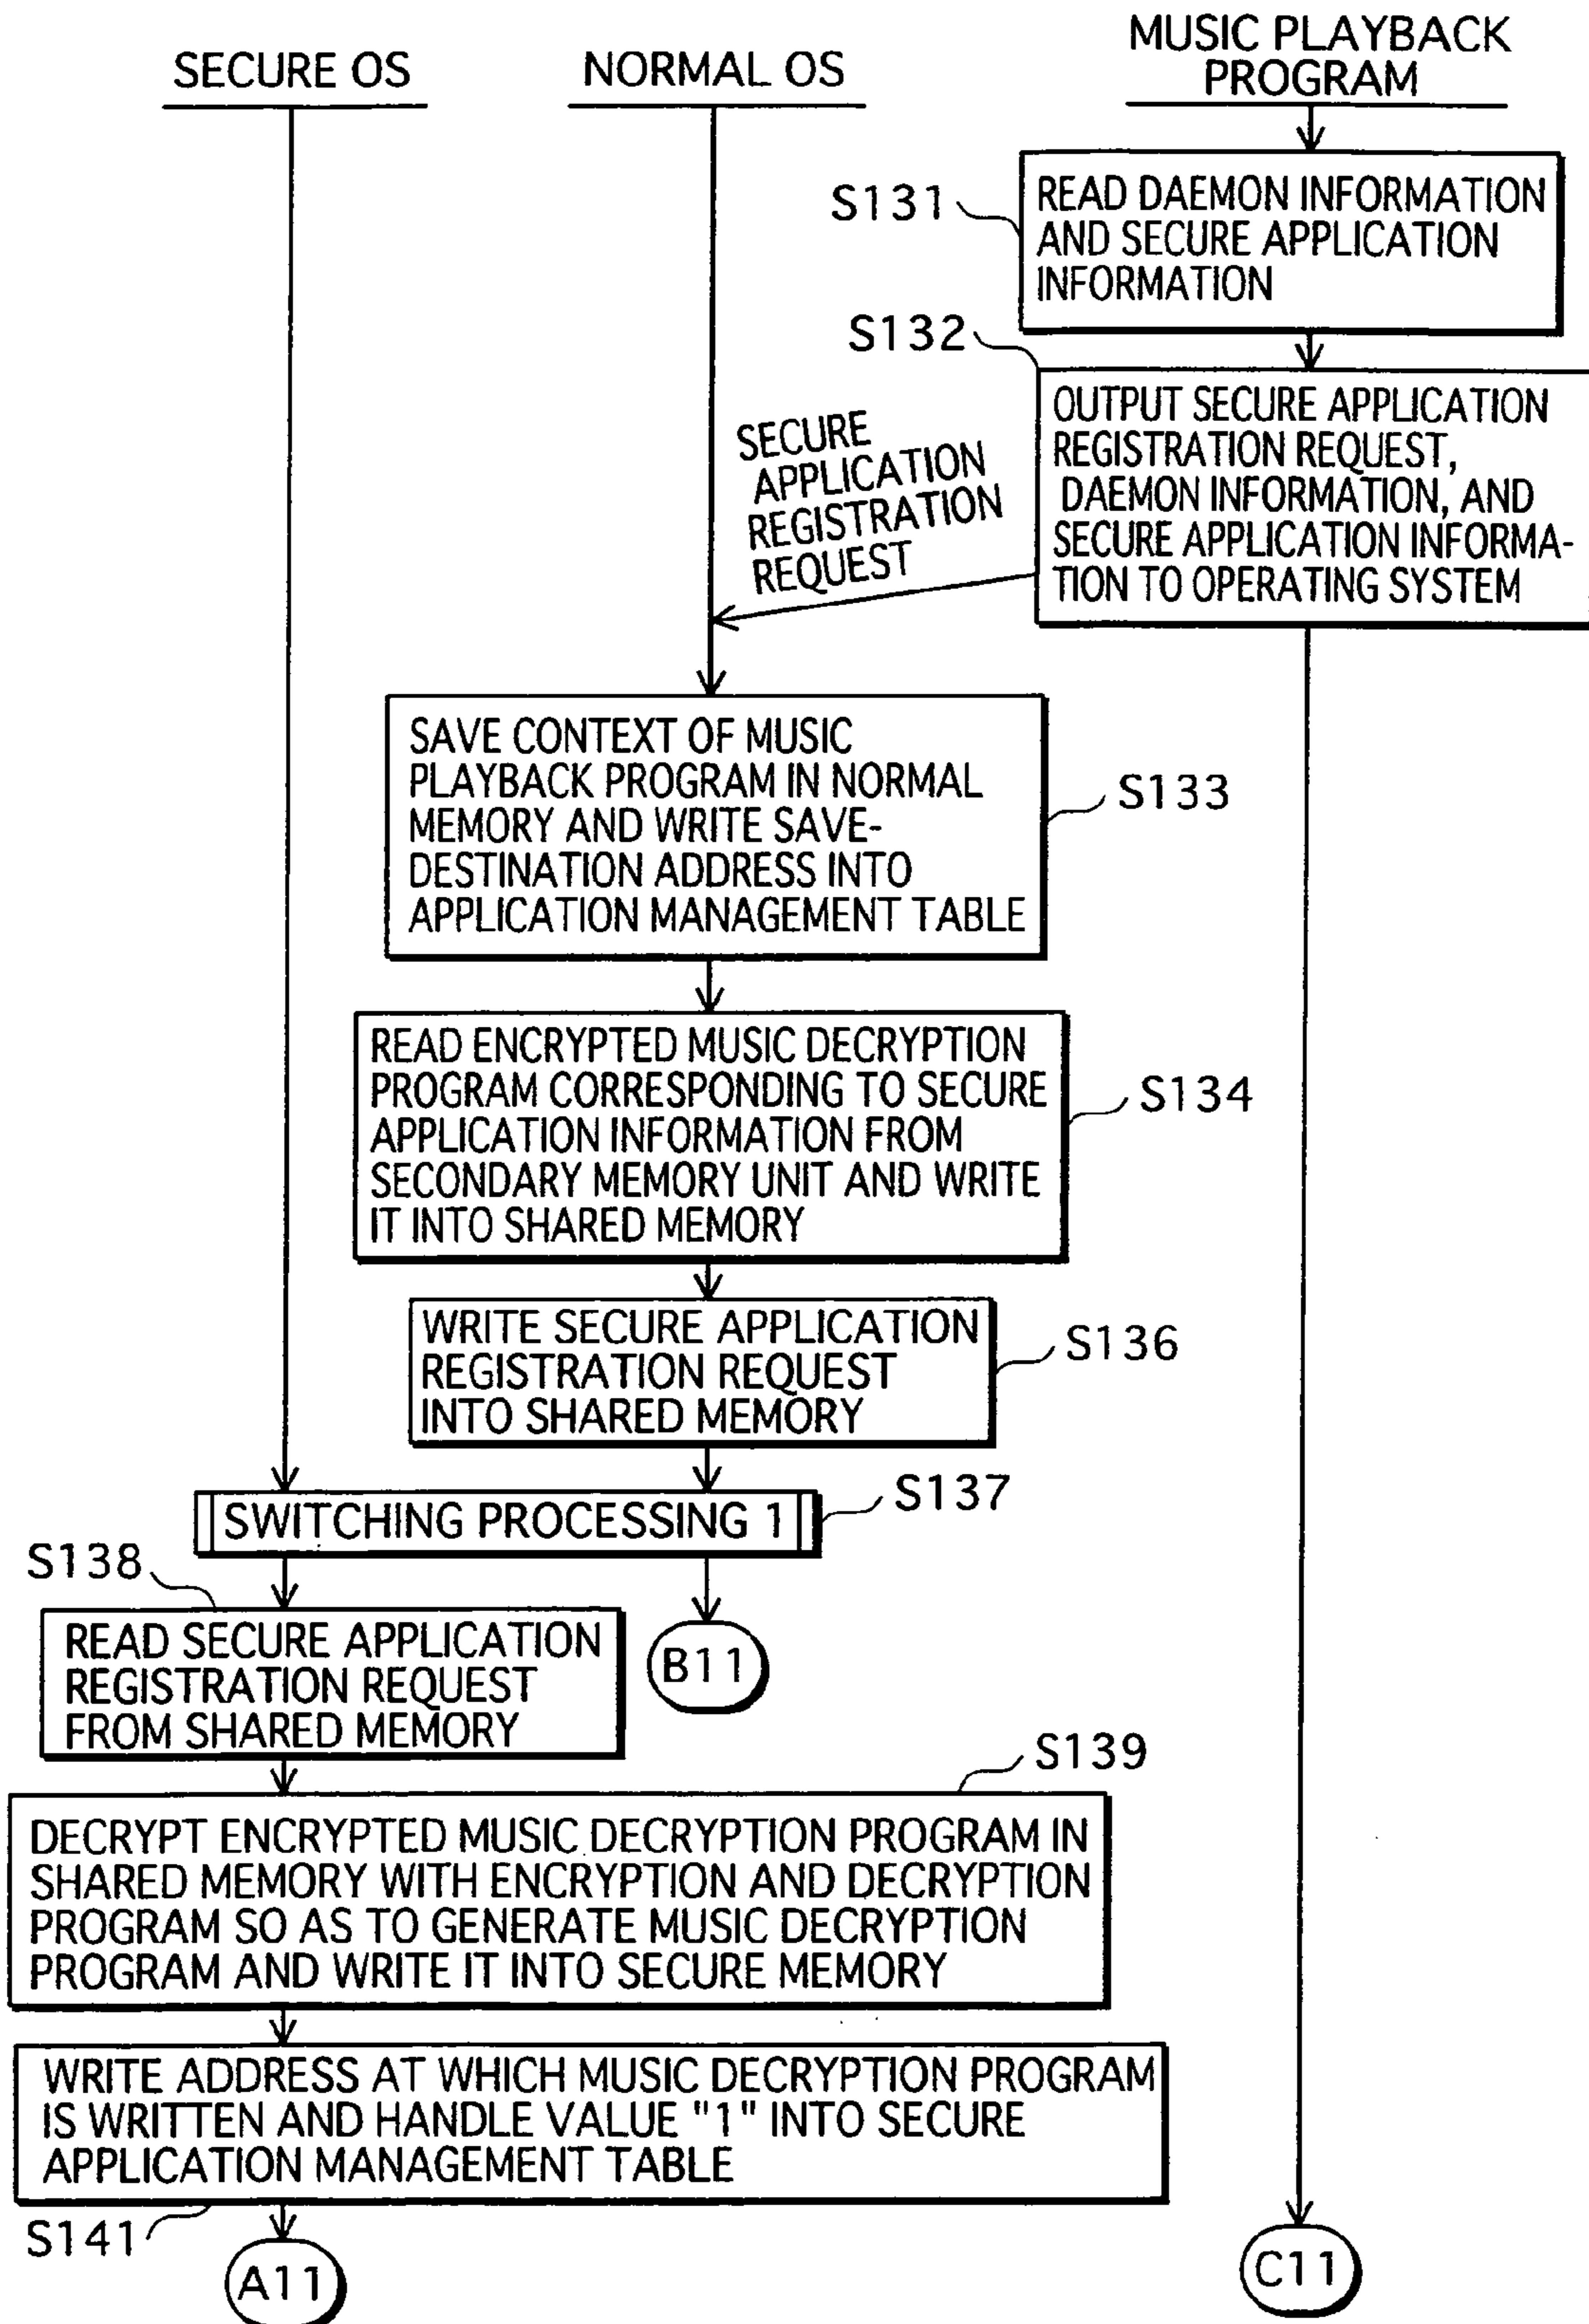 SECURE OS
NORMAL OS
MUSIC PLAYBACK
PROGRAM
S131
READ DAEMON INFORMATION
AND SECURE APPLICATION
INFORMATION
S132
OUTPUT SECURE APPLICATION
REGISTRATION REQUEST,
DAEMON INFORMATION, AND
SECURE APPLICATION INFORMA-
TION TO OPERATING SYSTEM
SECURE
APPLICATION
REGISTRATION
REQUEST
SAVE CONTEXT OF MUSIC
PLAYBACK PROGRAM IN NORMAL
MEMORY AND WRITE SAVE-
DESTINATION ADDRESS INTO
APPLICATION MANAGEMENT TABLE
S133
READ ENCRYPTED MUSIC DECRYPTION
PROGRAM CORRESPONDING TO SECURE
APPLICATION INFORMATION FROM
SECONDARY MEMORY UNIT AND WRITE
IT INTO SHARED MEMORY
S134
WRITE SECURE APPLICATION
REGISTRATION REQUEST
INTO SHARED MEMORY
S136
SWITCHING PROCESSING 1
S137
S138
READ SECURE APPLICATION
REGISTRATION REQUEST
FROM SHARED MEMORY
B11
S139
DECRYPT ENCRYPTED MUSIC DECRYPTION PROGRAM IN
SHARED MEMORY WITH ENCRYPTION AND DECRYPTION
PROGRAM SO AS TO GENERATE MUSIC DECRYPTION
PROGRAM AND WRITE IT INTO SECURE MEMORY
WRITE ADDRESS AT WHICH MUSIC DECRYPTION PROGRAM
IS WRITTEN AND HANDLE VALUE "1" INTO SECURE
APPLICATION MANAGEMENT TABLE
S141
A11
C11